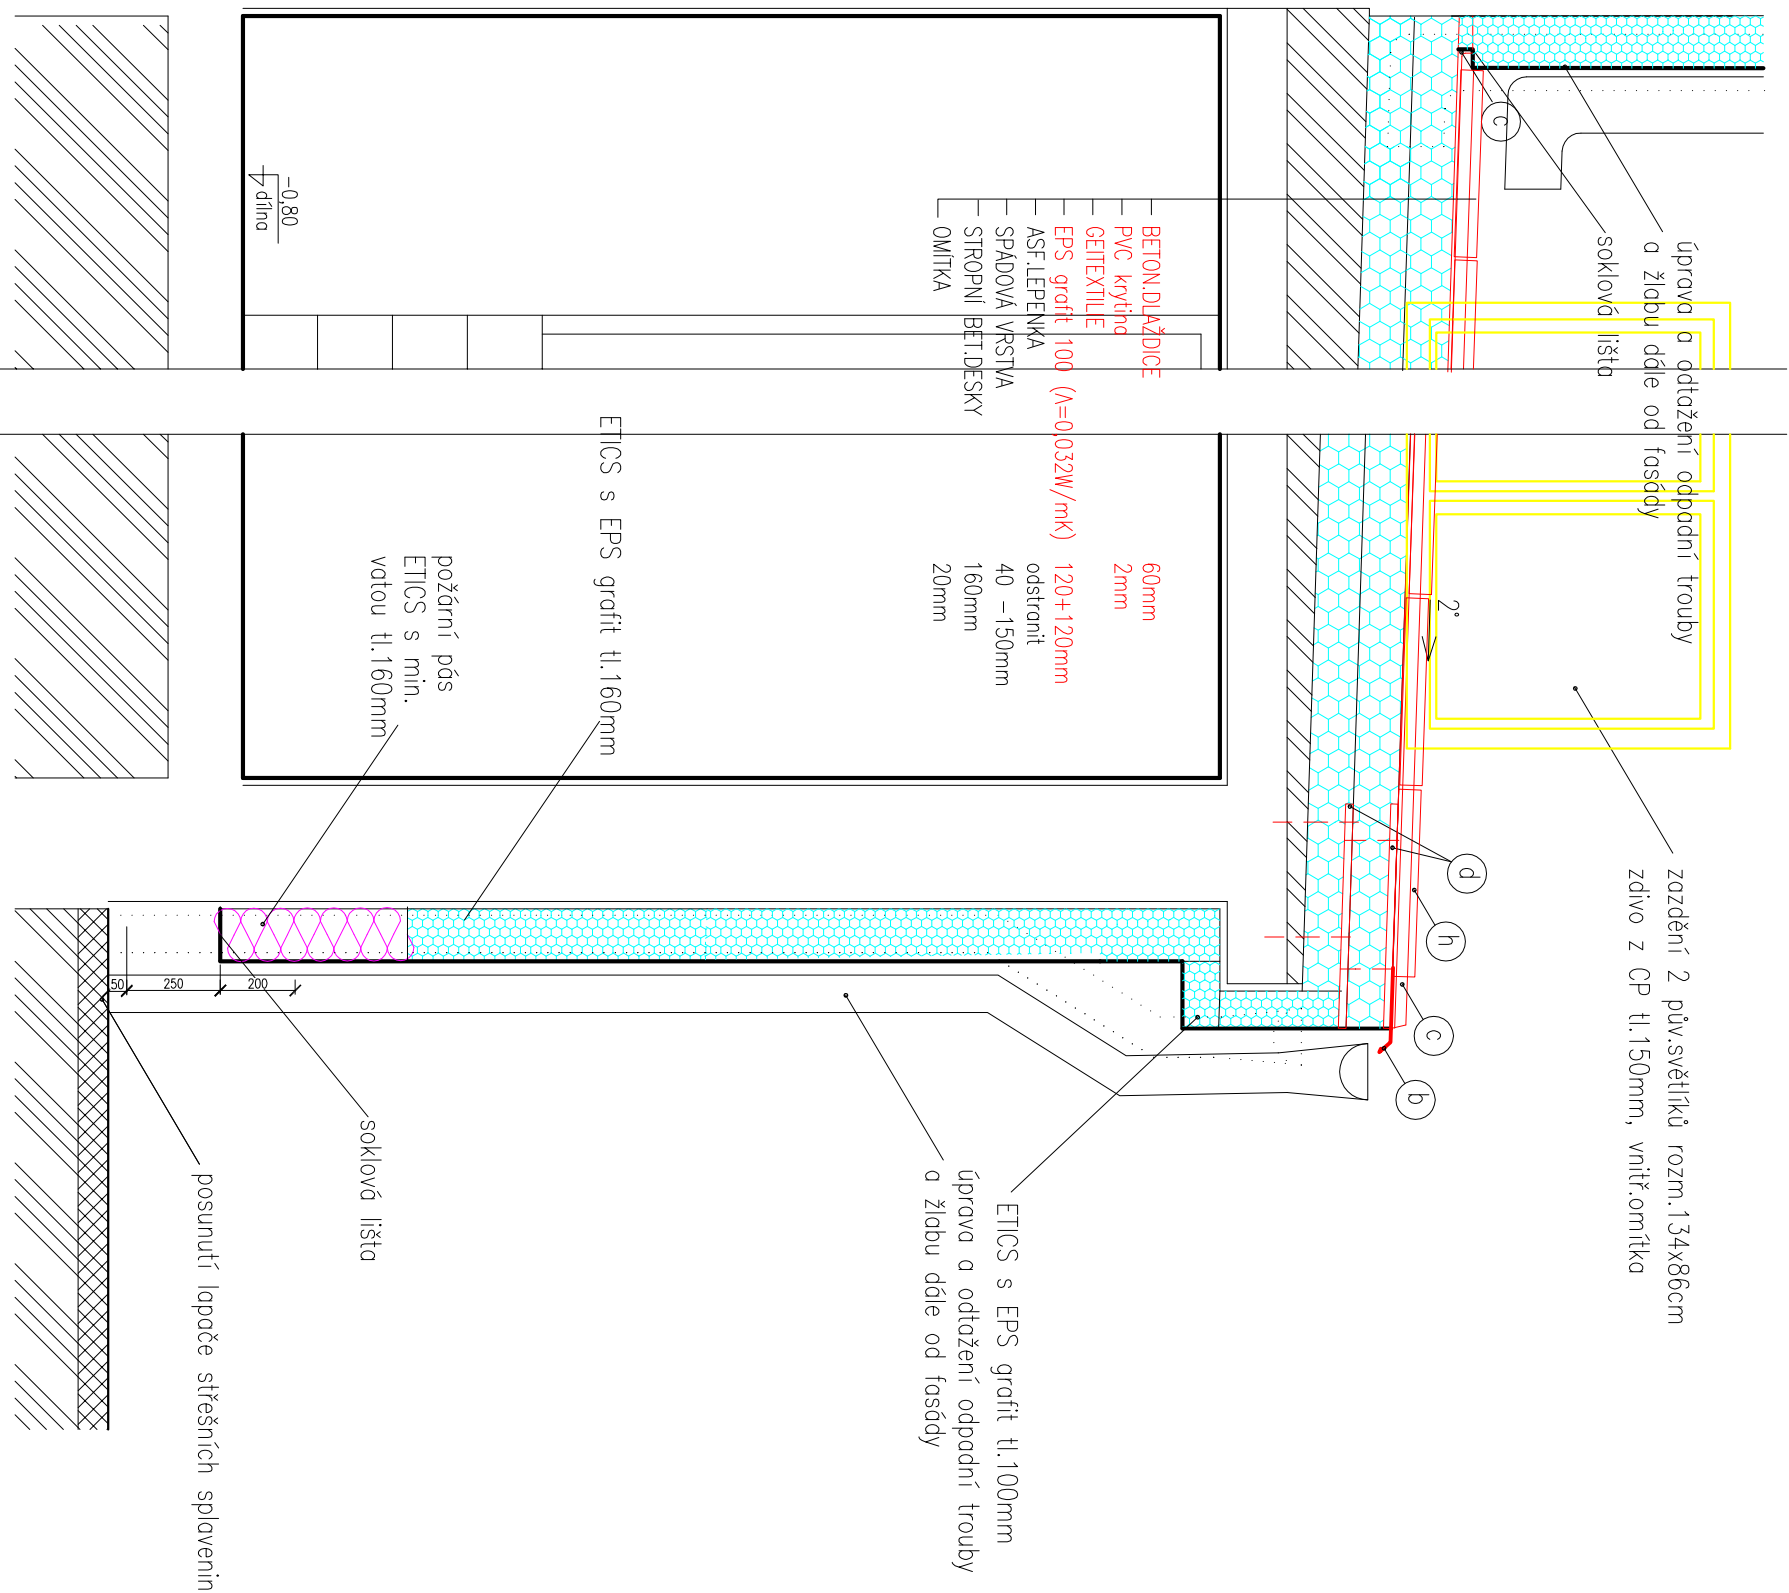 úprava a odtažení odpadní trouby
a žlabu dále od fasády
soklová lišta
c
zazdění 2 pův.světlíků rozm.134x86cm
zdivo z CP tl.150mm, vnitř.omítka
2°
d
h
c
b
BETON.DLAŽDICE 60mm
PVC krytina 2mm
GEITEXTILIE
EPS grafit 100 (Λ=0,032W/mK) 120+120mm
ASF.LEPENKA odstranit
SPÁDOVÁ VRSTVA 40 -150mm
STROPNÍ BET.DESKY 160mm
OMÍTKA 20mm
ETICS s EPS grafit tl.100mm
úprava a odtažení odpadní trouby
a žlabu dále od fasády
ETICS s EPS grafit tl.160mm
požární pás
ETICS s min.
vatou tl.160mm
-0,80
dílna
200
250
50
soklová lišta
posunutí lapače střešních splavenin